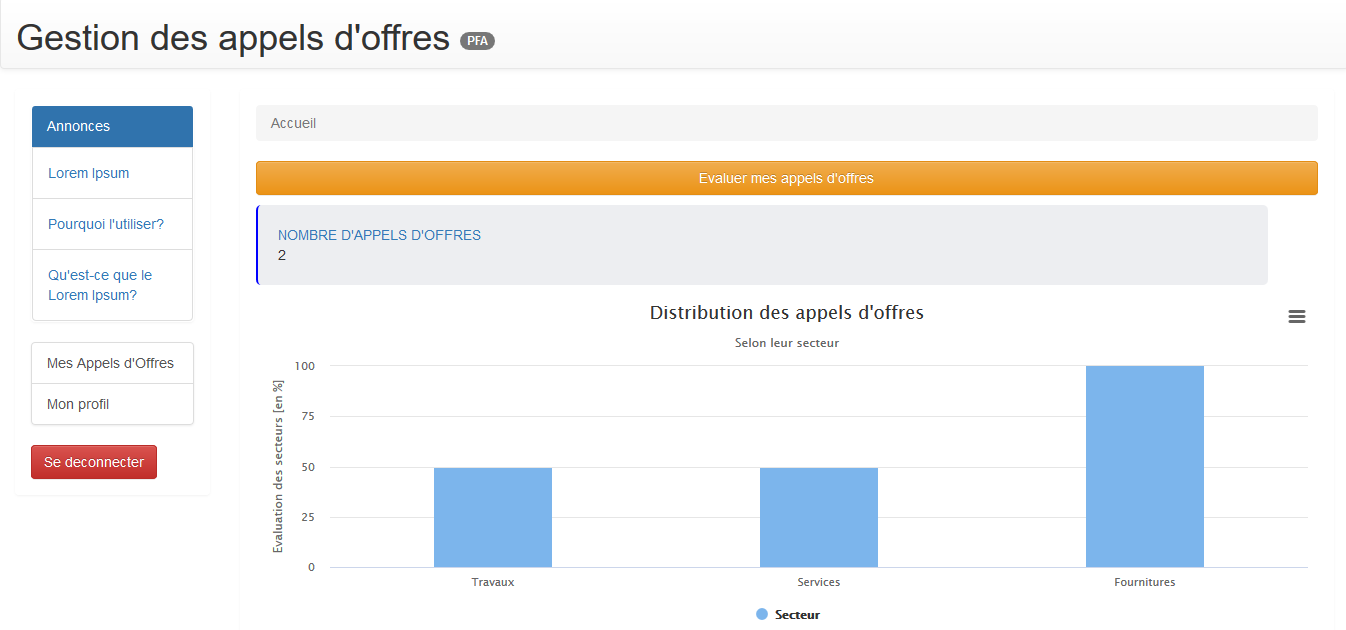 Gestion des appels d'offres PFA
Annonces
Lorem Ipsum
Pourquoi l'utiliser?
Qu'est-ce que le
Lorem Ipsum?
Mes Appels d'Offres
Mon profil
Se deconnecter
Accueil
Evaluer mes appels d'offres
NOMBRE D'APPELS D'OFFRES
2
Distribution des appels d'offres
Selon leur secteur
Evaluation des secteurs [en %]
100
75
50
25
0
Travaux
Services
Fournitures
Secteur